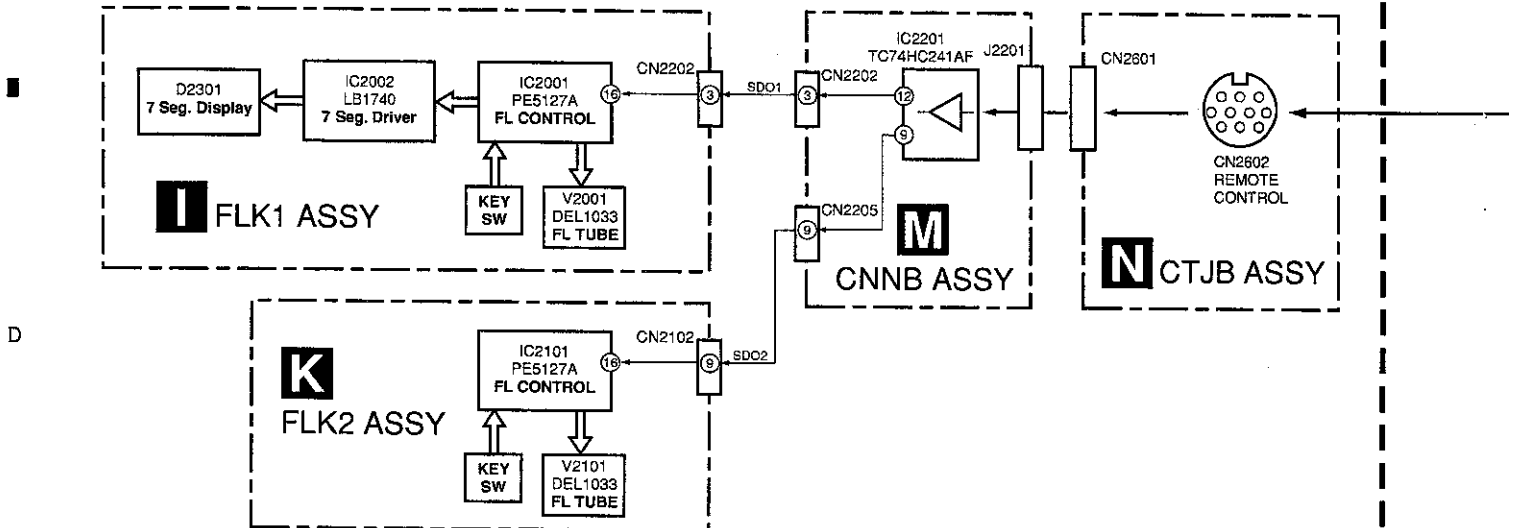 D2301
7 Seg. Display
IC2002
LB1740
7 Seg. Driver
IC2001
PE5127A
FL CONTROL
16
CN2202
3
SDO1
3
CN2202
IC2201
TC74HC241AF
12
9
J2201
CN2601
CN2602
REMOTE
CONTROL
KEY
SW
V2001
DEL1033
FL TUBE
I FLK1 ASSY
CN2205
9
M
CNNB ASSY
N CTJB ASSY
D
K
FLK2 ASSY
IC2101
PE5127A
FL CONTROL
16
CN2102
9
SDO2
KEY
SW
V2101
DEL1033
FL TUBE